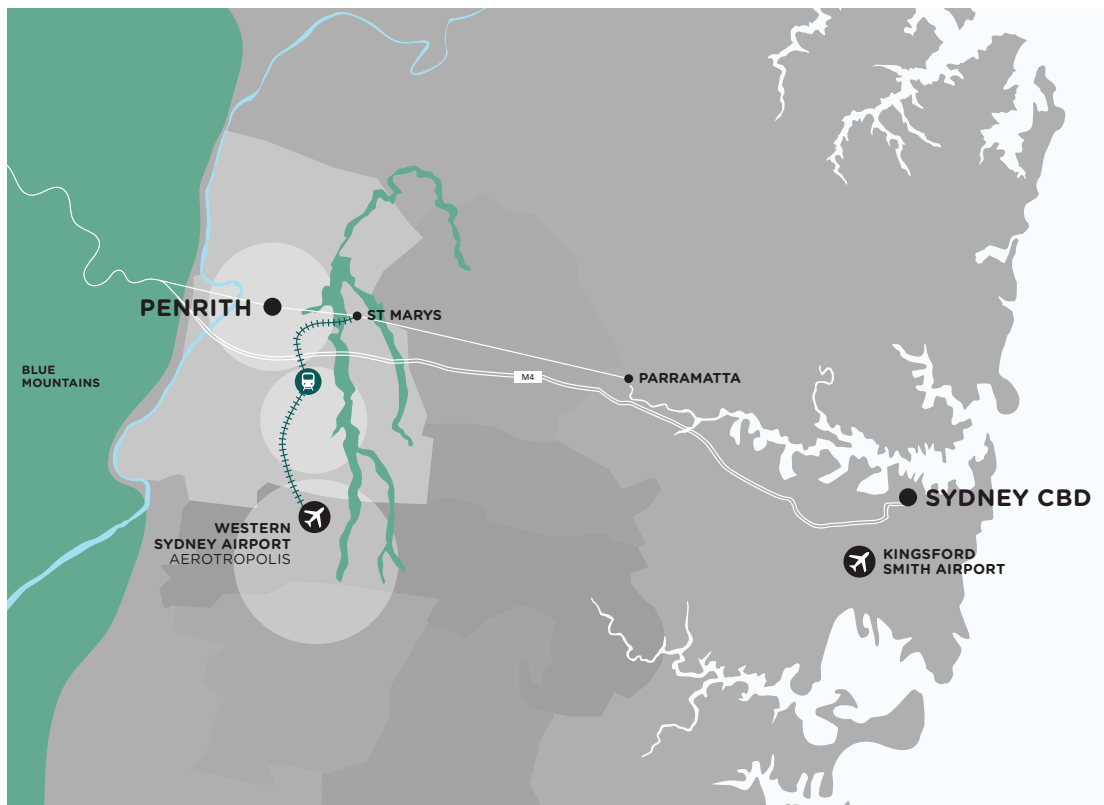 PENRITH
ST MARYS
BLUE
MOUNTAINS
M4
PARRAMATTA
SYDNEY CBD
WESTERN
SYDNEY AIRPORT
AEROTROPOLIS
KINGSFORD
SMITH AIRPORT